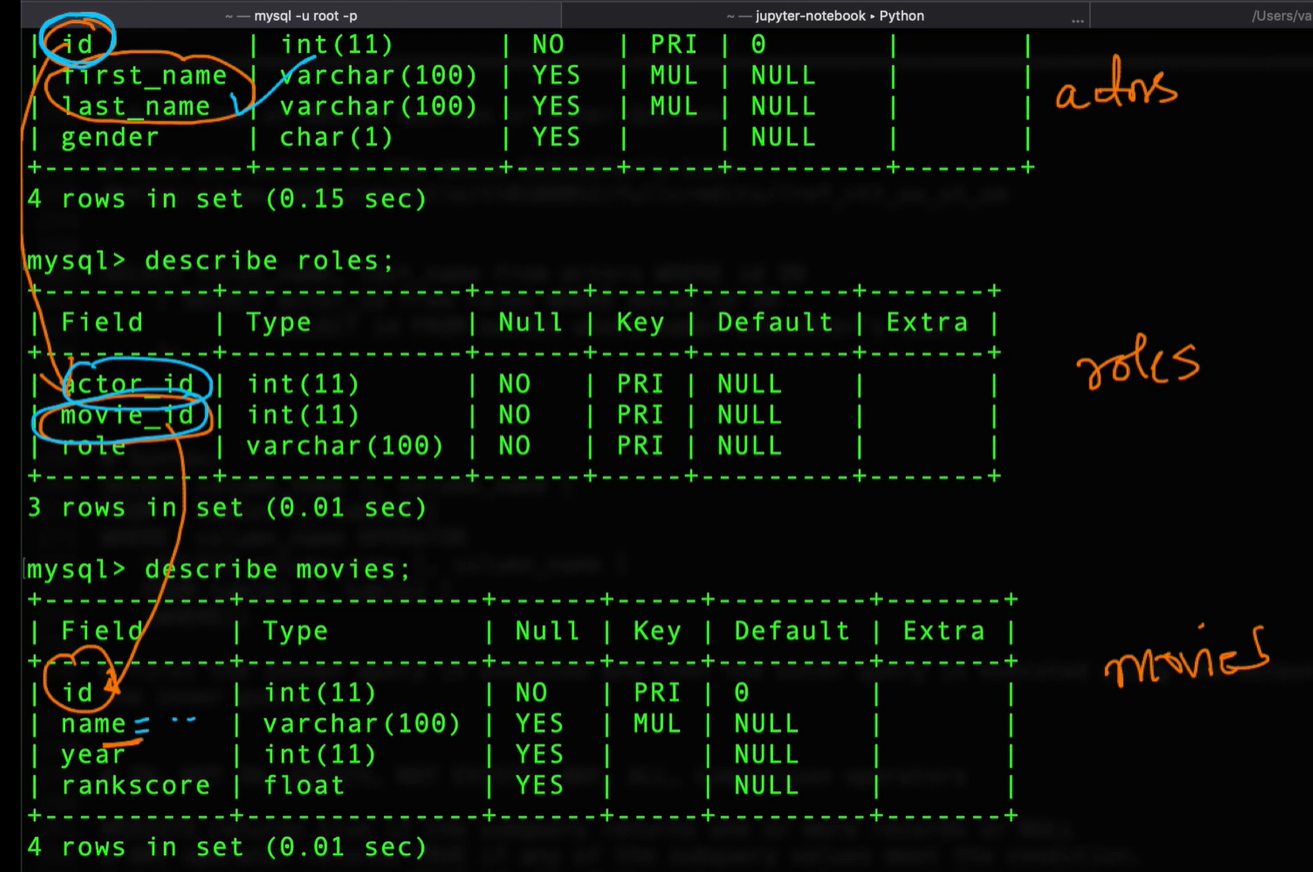 ~ — mysql -u root -p ~ — jupyter-notebook ▸ Python ... /Users/va
| id | int(11) | NO | PRI | 0 | |
| first_name | varchar(100) | YES | MUL | NULL | |
actors
| last_name | varchar(100) | YES | MUL | NULL | |
| gender | char(1) | YES | | NULL | |
+------------+--------------+------+-----+---------+-------+
4 rows in set (0.15 sec)
mysql> describe roles;
+----------+--------------+------+-----+---------+-------+
| Field | Type | Null | Key | Default | Extra |
+----------+--------------+------+-----+---------+-------+
roles
| actor_id | int(11) | NO | PRI | NULL | |
| movie_id | int(11) | NO | PRI | NULL | |
| role | varchar(100) | NO | PRI | NULL | |
+----------+--------------+------+-----+---------+-------+
3 rows in set (0.01 sec)
mysql> describe movies;
+-----------+--------------+------+-----+---------+-------+
| Field | Type | Null | Key | Default | Extra |
+-----------+--------------+------+-----+---------+-------+
movies
| id | int(11) | NO | PRI | 0 | |
| name = .. | varchar(100) | YES | MUL | NULL | |
| year | int(11) | YES | | NULL | |
| rankscore | float | YES | | NULL | |
+-----------+--------------+------+-----+---------+-------+
4 rows in set (0.01 sec)